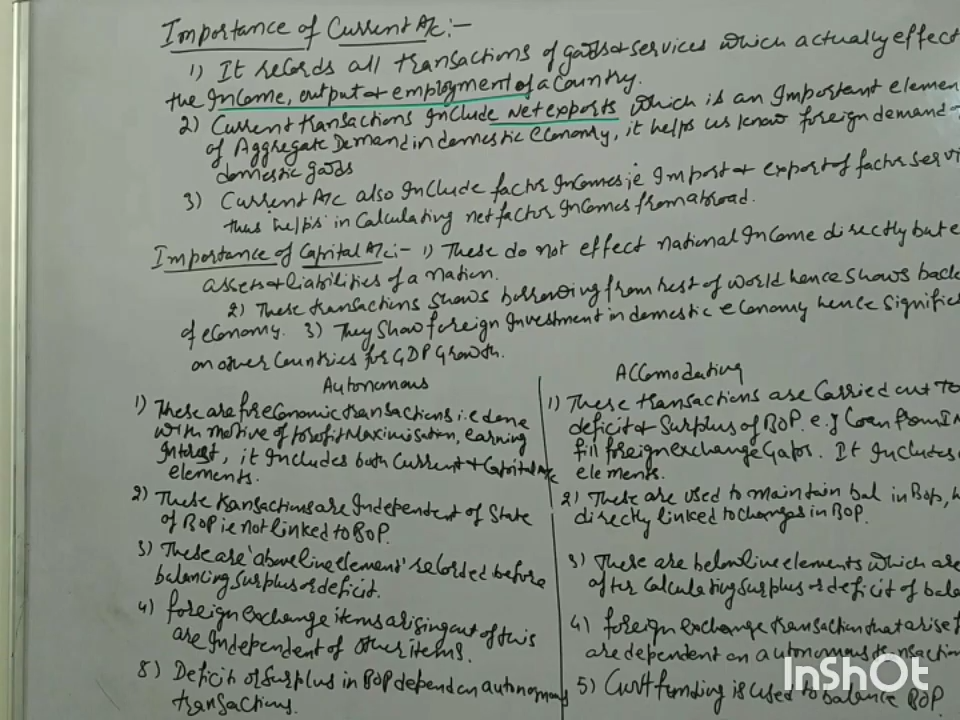 Importance of Current A/c:-
1) It records all transactions of goods & services which actually effect
the Income, output & employment of a Country.
2) Current transactions Include Net exports which is an Important elemen
of Aggregate Demand in domestic economy, it helps us know foreign demand
domestic goods
3) Current A/c also Include factor Incomes ie Import & export of factor servi
thus helps in Calculating net factor Incomes from abroad.
Importance of Capital A/c:- 1) These do not effect national Income directly but e
assets & liabilities of a nation.
2) These transactions shows borrowing from rest of world hence shows back
of economy. 3) They Show foreign Investment in domestic economy hence Signific
on other Countries for GDP Growth.
Autonomous
1) These are for economic transactions i.e done
with motive of profit Maximisation, earning
Interest, it Includes both Current & Capital A/c
elements.
2) These transactions are Independent of State
of BOP ie not linked to BOP.
3) These are 'above line element' recorded before
balancing Surplus or deficit.
4) foreign exchange items arising out of this
are Independent of other items.
5) Deficit or Surplus in BOP depend on autonomous
transactions.
Accomodating
1) These transactions are Carried out to
deficit & Surplus of BOP. e.g Loan from IM
fill foreign exchange Gaps. It Includes
elements.
2) These are used to maintain bal in BOP, h
directly linked to changes in BOP.
3) These are below line elements which are
after Calculating Surplus or deficit of bala
4) foreign exchange transaction that arise f
are dependent on autonomous transaction
5) Govt funding is used to balance BOP
InShOt